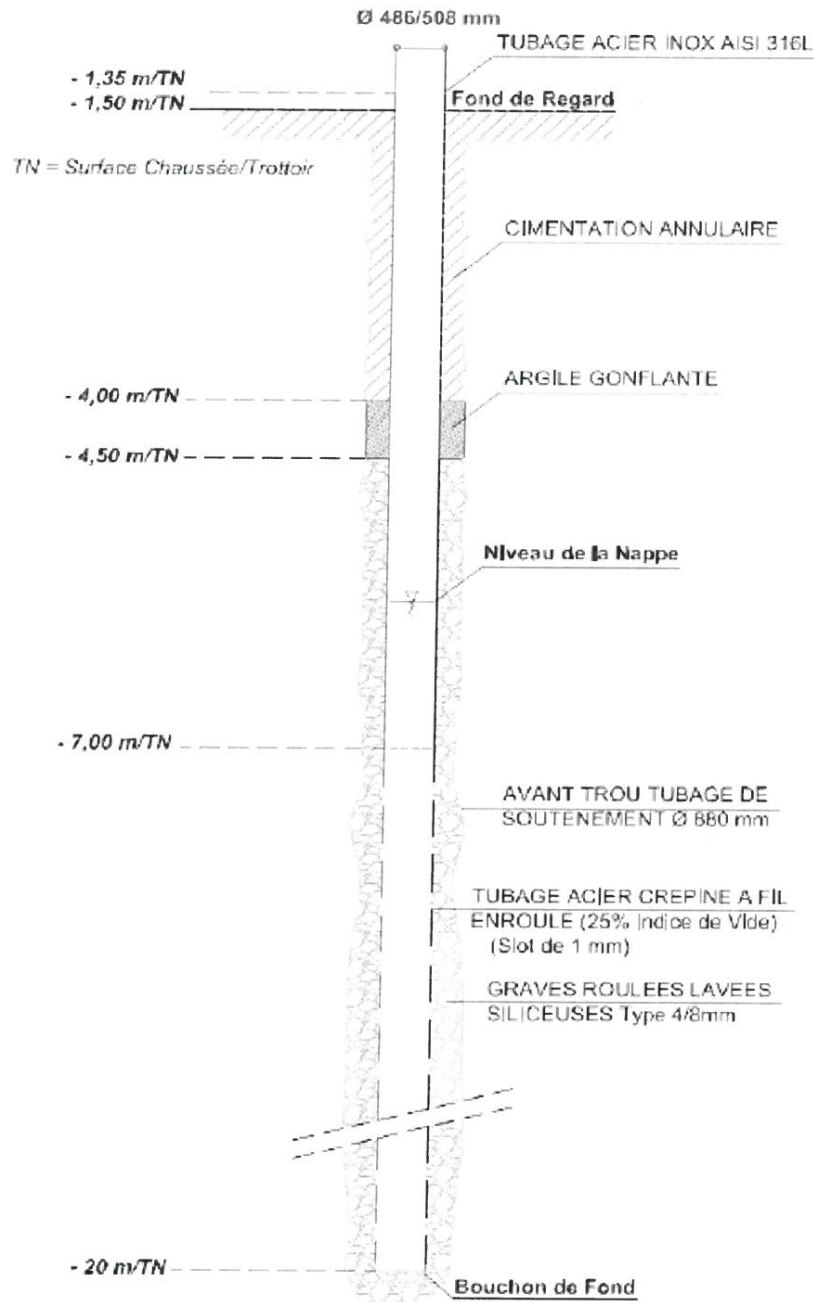 Ø 486/508 mm
TUBAGE ACIER INOX AISI 316L
- 1,35 m/TN
- 1,50 m/TN
Fond de Regard
TN = Surface Chaussée/Trottoir
CIMENTATION ANNULAIRE
ARGILE GONFLANTE
- 4,00 m/TN
- 4,50 m/TN
Niveau de la Nappe
- 7,00 m/TN
AVANT TROU TUBAGE DE
SOUTENEMENT Ø 880 mm
TUBAGE ACIER CREPINE A FIL
ENROULE (25% Indice de Vide)
(Slot de 1 mm)
GRAVES ROULEES LAVEES
SILICEUSES Type 4/8mm
- 20 m/TN
Bouchon de Fond